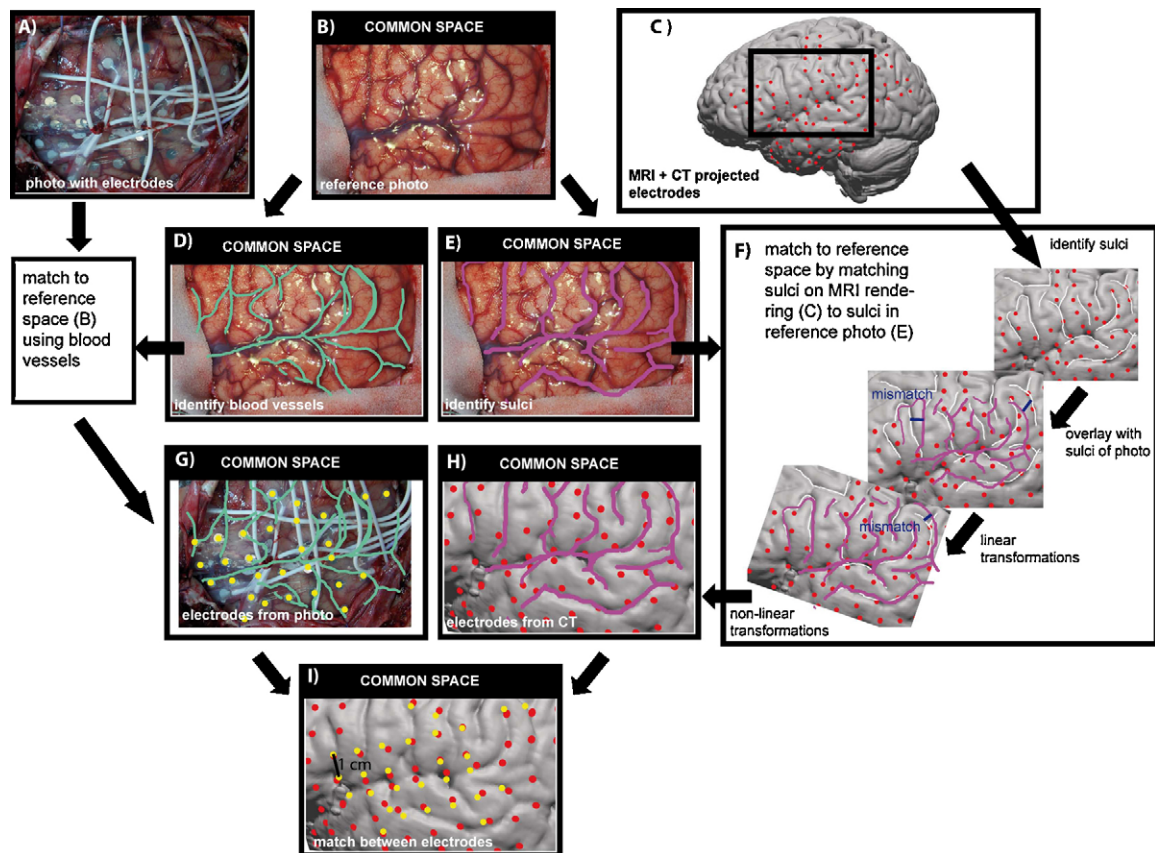 A)
photo with electrodes
B)
COMMON SPACE
reference photo
C)
MRI + CT projected
electrodes
D)
COMMON SPACE
identify blood vessels
E)
COMMON SPACE
identify sulci
match to
reference
space (B)
using blood
vessels
F)
match to reference
space by matching
sulci on MRI rende-
ring (C) to sulci in
reference photo (E)
identify sulci
mismatch
overlay with
sulci of photo
mismatch
linear
transformations
non-linear
transformations
G)
COMMON SPACE
electrodes from photo
H)
COMMON SPACE
electrodes from CT
I)
COMMON SPACE
1 cm
match between electrodes